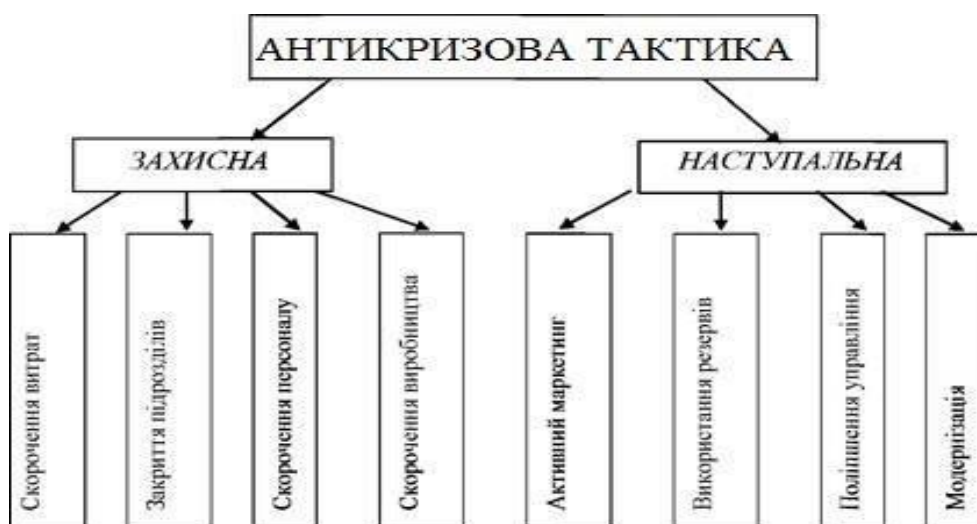 АНТИКРИЗОВА ТАКТИКА
ЗАХИСНА
НАСТУПАЛЬНА
Скорочення витрат
Закриття підрозділів
Скорочення персоналу
Скорочення виробництва
Активний маркетинг
Використання резервів
Поліпшення управління
Модернізація